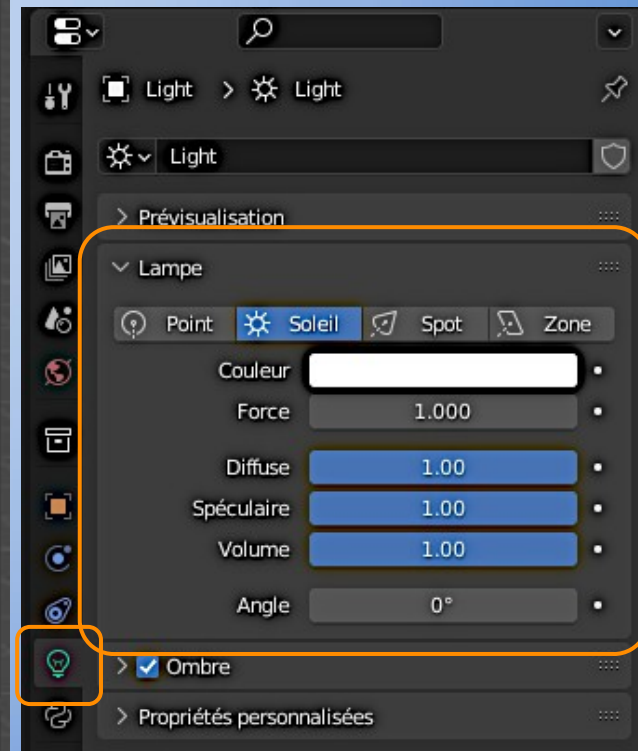 Light > Light
Light
Prévisualisation
Lampe
Point Soleil Spot Zone
Couleur
Force 1.000
Diffuse 1.00
Spéculaire 1.00
Volume 1.00
Angle 0°
Ombre
Propriétés personnalisées